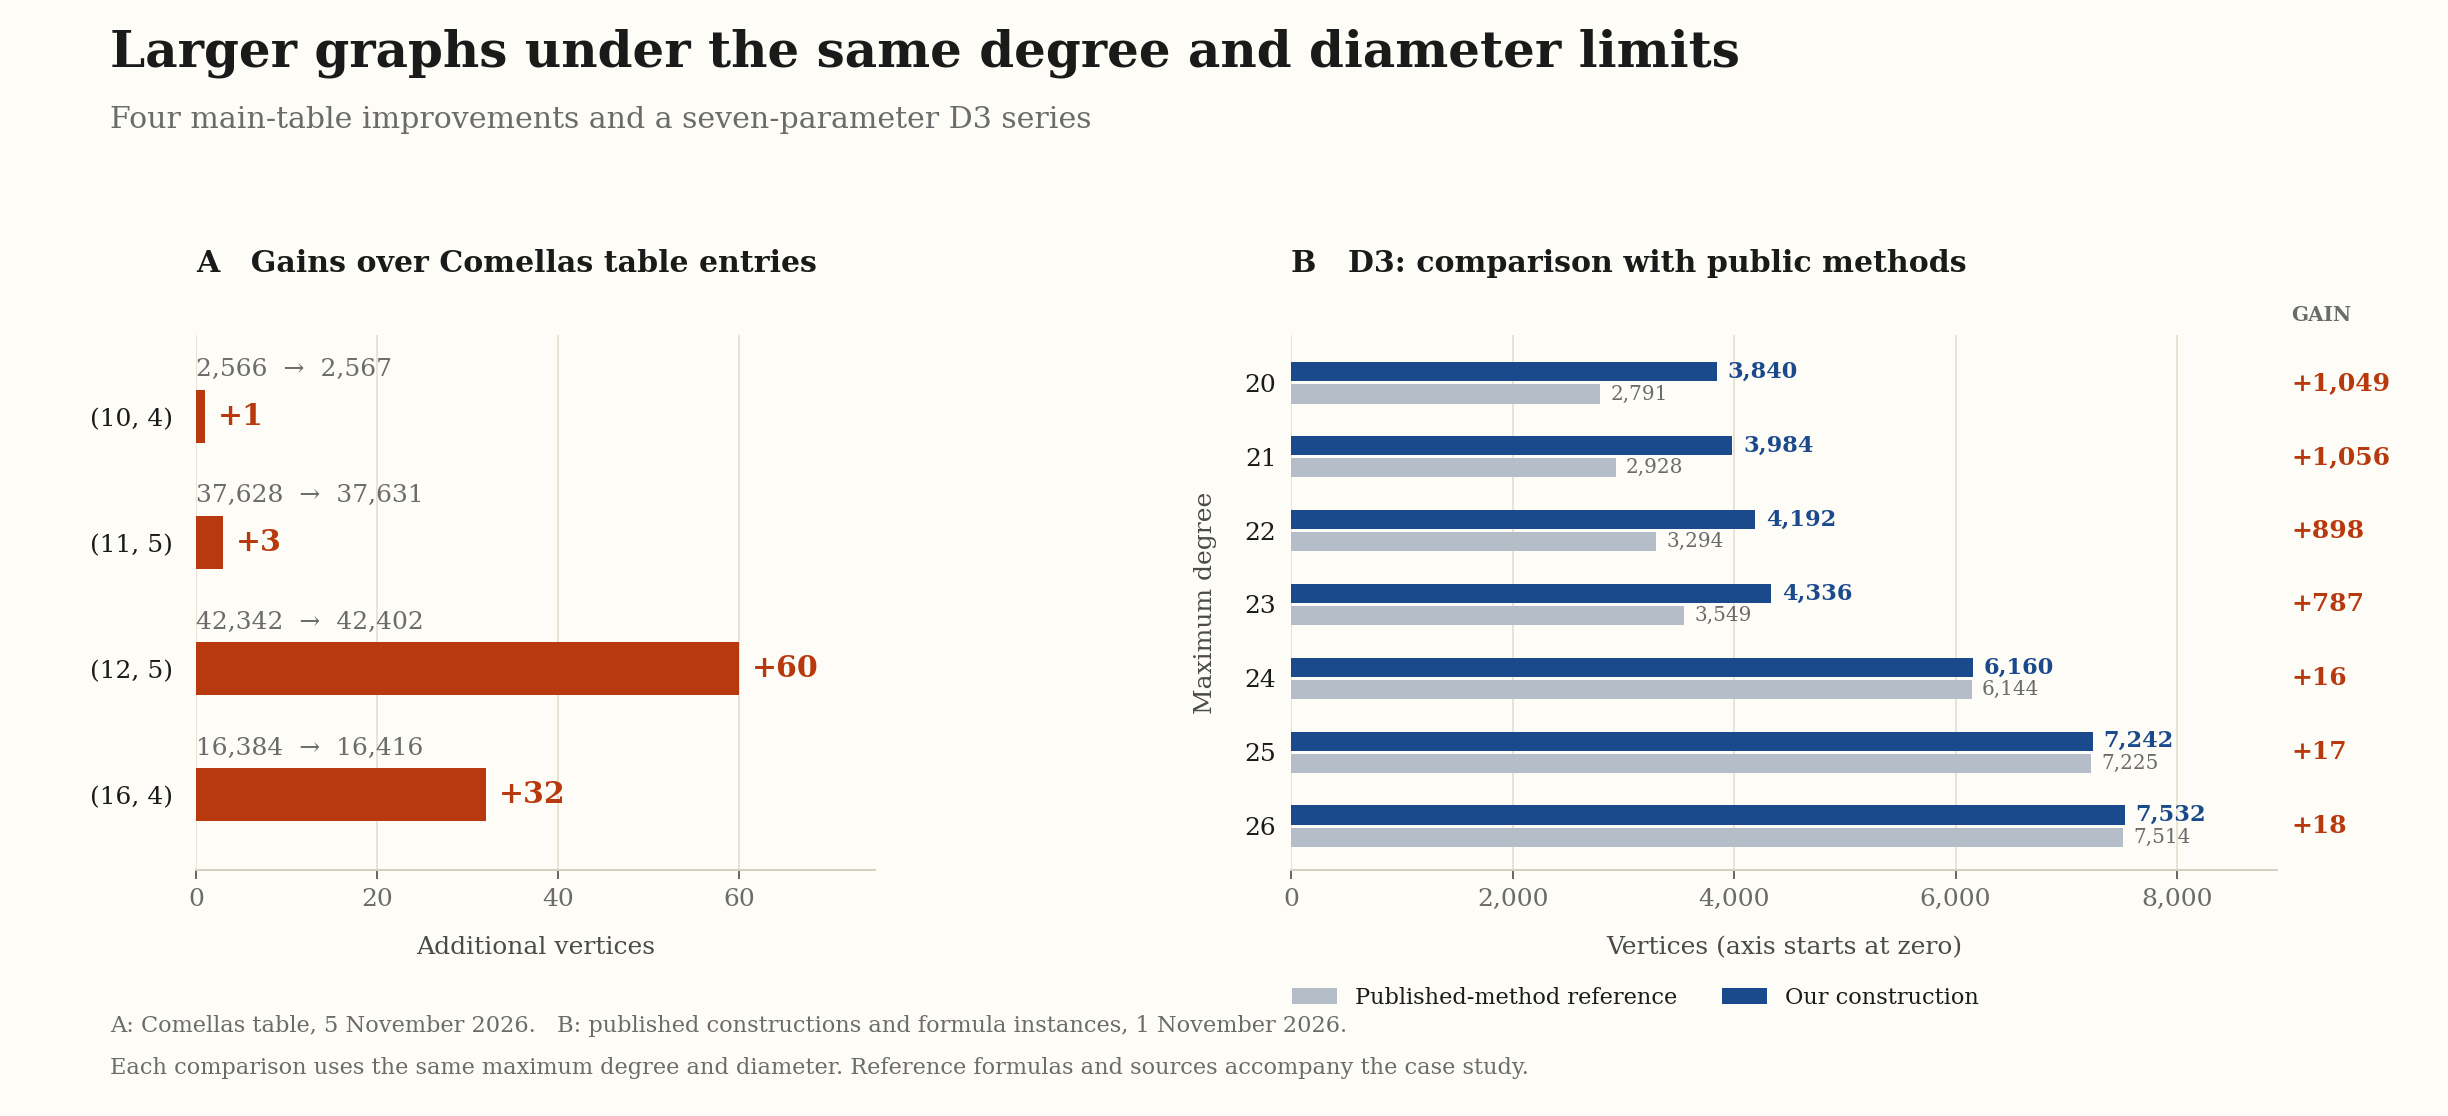 Larger graphs under the same degree and diameter limits
Four main-table improvements and a seven-parameter D3 series
A Gains over Comellas table entries
2,566 → 2,567
(10, 4) +1
37,628 → 37,631
(11, 5) +3
42,342 → 42,402
(12, 5) +60
16,384 → 16,416
(16, 4) +32
0 20 40 60
Additional vertices
B D3: comparison with public methods
GAIN
Maximum degree
20 3,840 2,791 +1,049
21 3,984 2,928 +1,056
22 4,192 3,294 +898
23 4,336 3,549 +787
24 6,160 6,144 +16
25 7,242 7,225 +17
26 7,532 7,514 +18
0 2,000 4,000 6,000 8,000
Vertices (axis starts at zero)
Published-method reference Our construction
A: Comellas table, 5 November 2026. B: published constructions and formula instances, 1 November 2026.
Each comparison uses the same maximum degree and diameter. Reference formulas and sources accompany the case study.